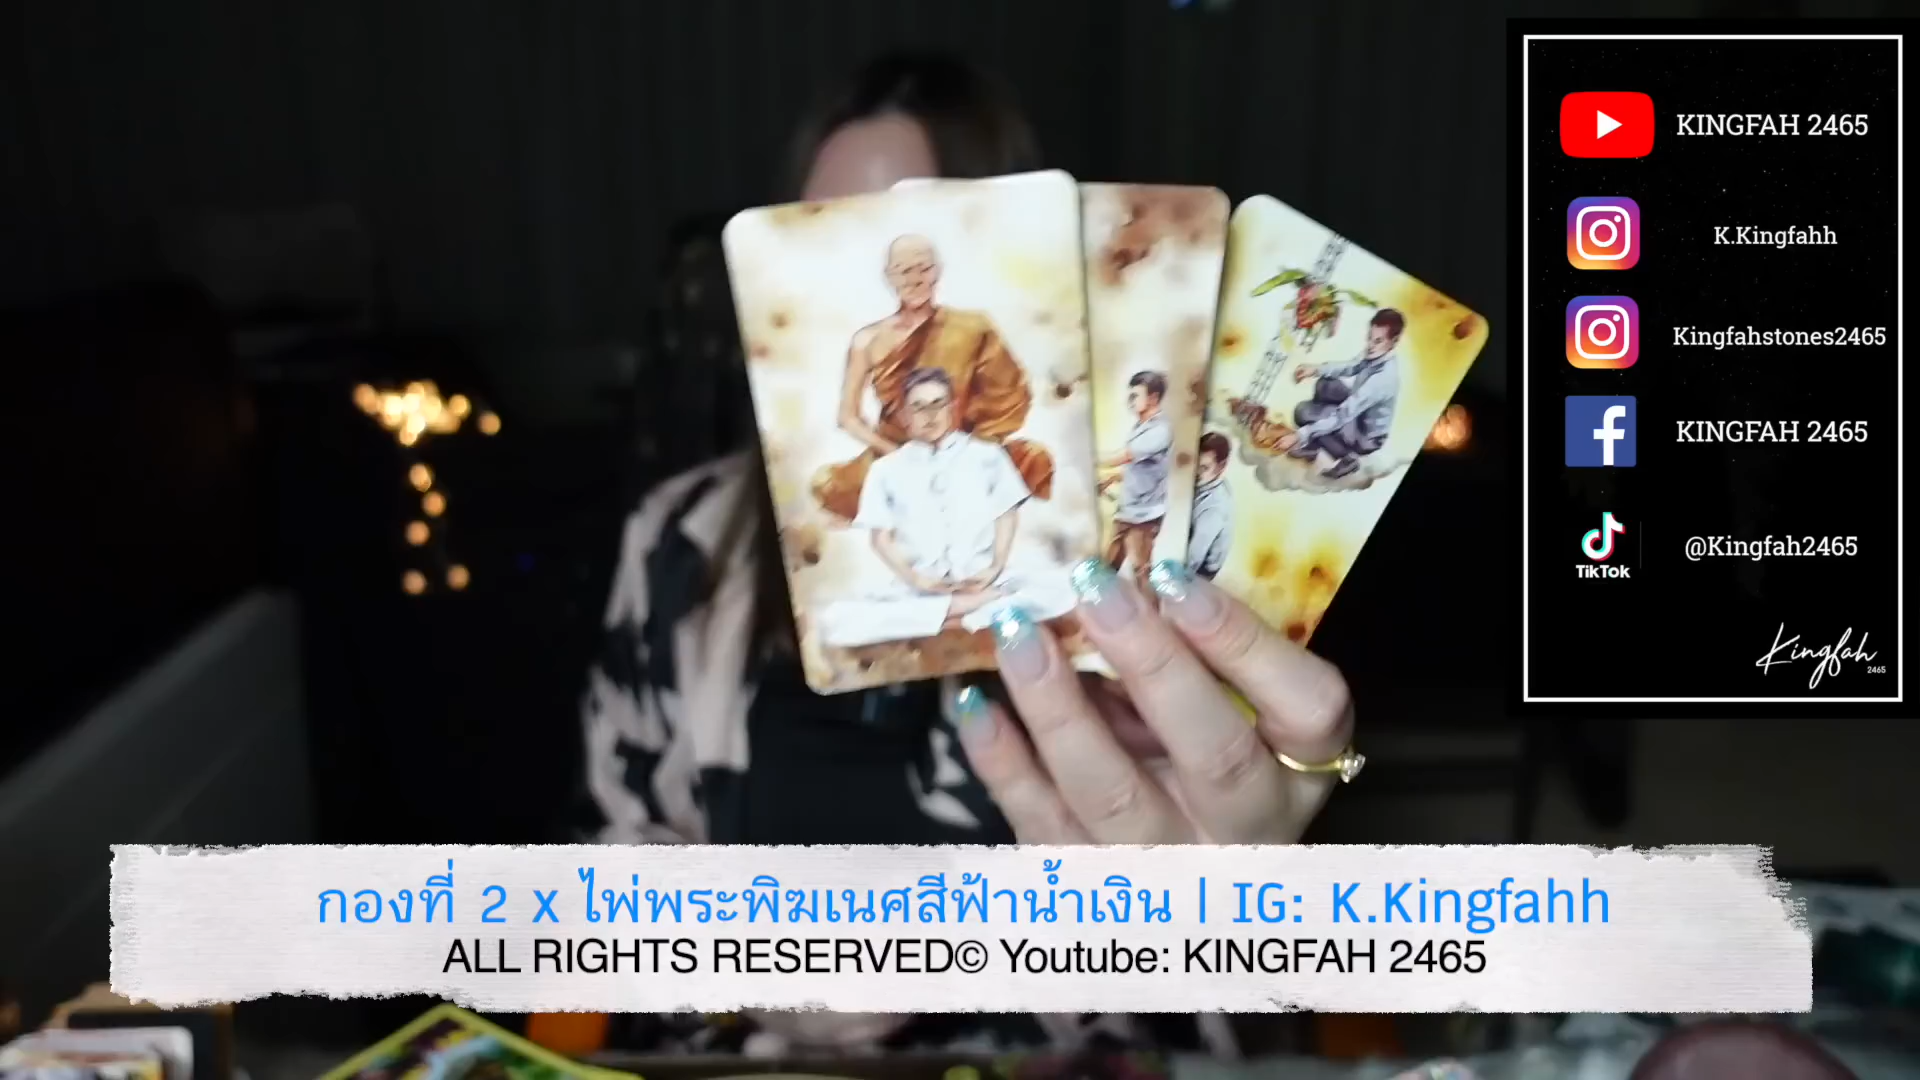 KINGFAH 2465
K.Kingfahh
Kingfahstones2465
KINGFAH 2465
TikTok
@Kingfah2465
Kingfah
2465
กองที่ 2 x ไพ่พระพิฆเนศสีฟ้าน้ำเงิน | IG: K.Kingfahh
ALL RIGHTS RESERVED© Youtube: KINGFAH 2465